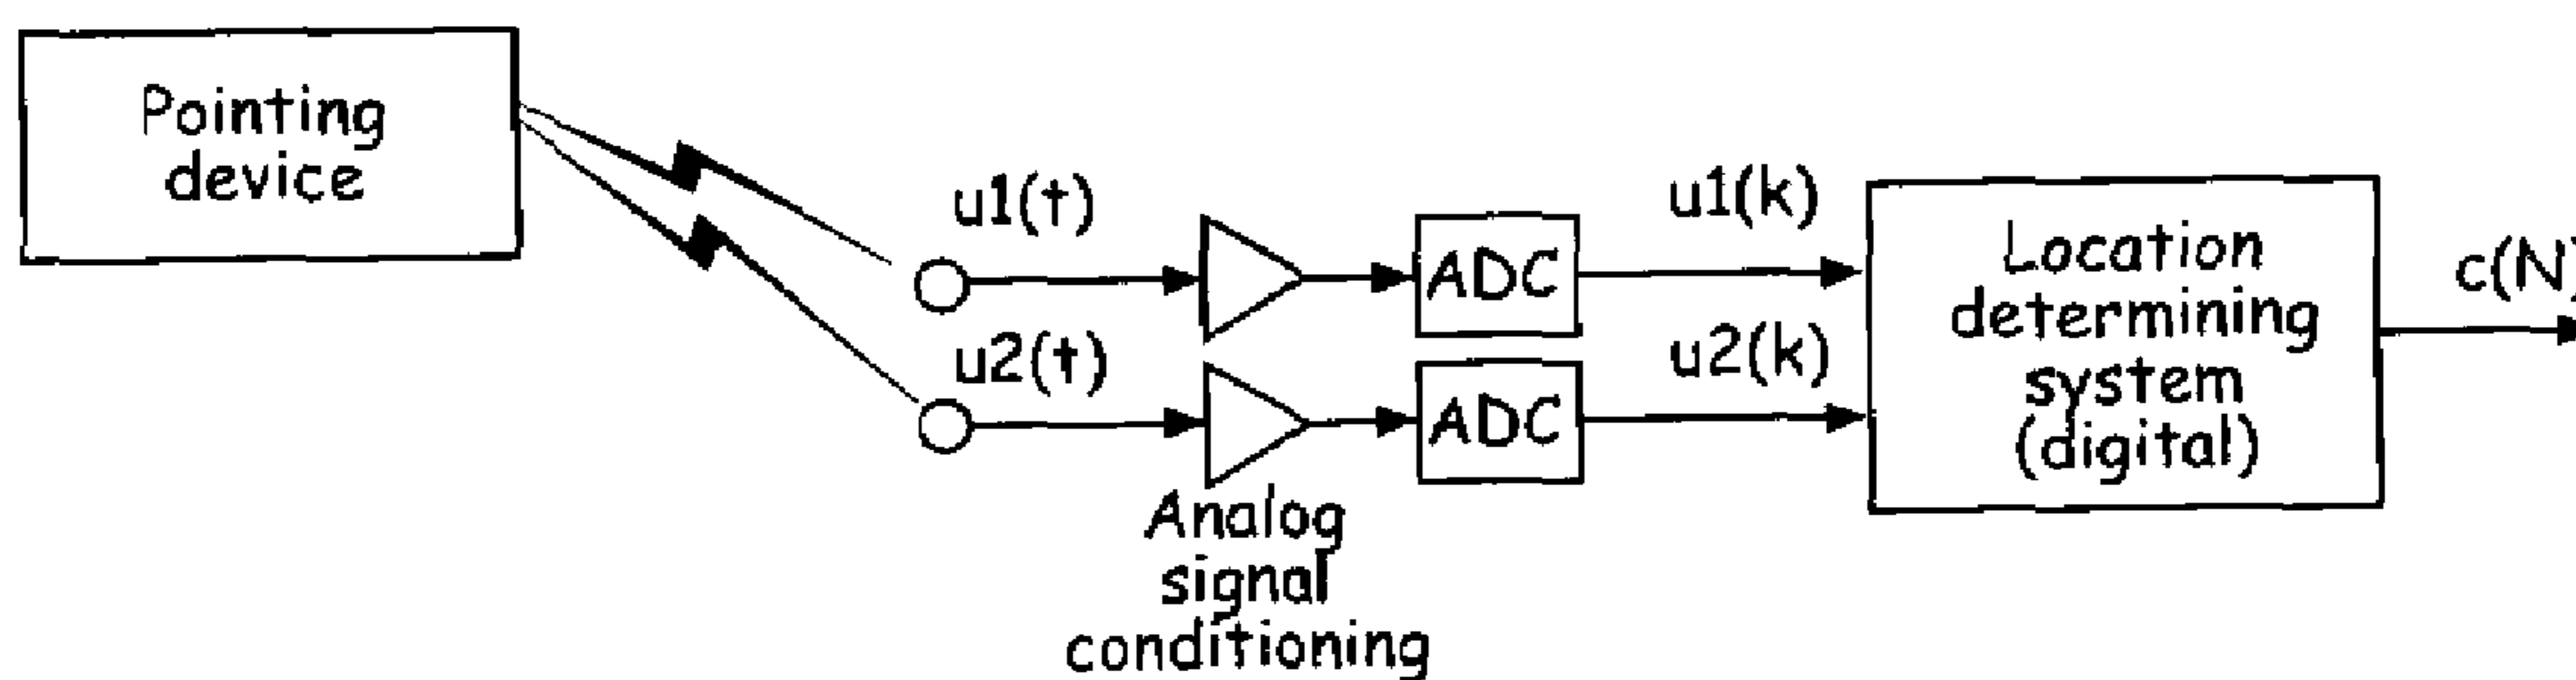 Pointing
device
u1(t)
ADC
u1(k)
u2(t)
ADC
u2(k)
Analog
signal
conditioning
Location
determining
system
(digital)
c(N)